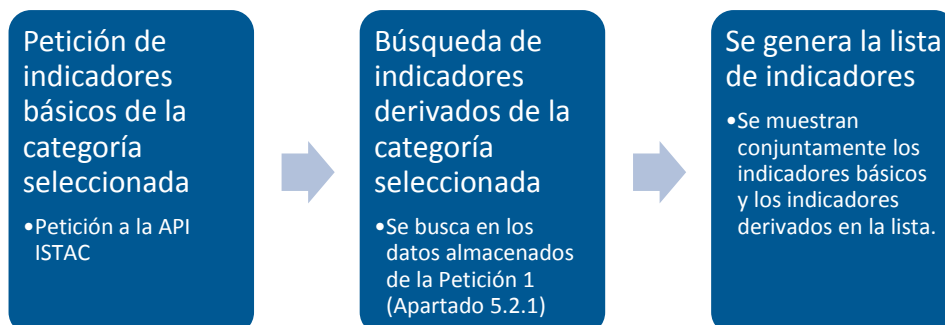 Petición de
indicadores
básicos de la
categoría
seleccionada
•Petición a la API
ISTAC
Búsqueda de
indicadores
derivados de la
categoría
seleccionada
•Se busca en los
datos almacenados
de la Petición 1
(Apartado 5.2.1)
Se genera la lista
de indicadores
•Se muestran
conjuntamente los
indicadores básicos
y los indicadores
derivados en la lista.